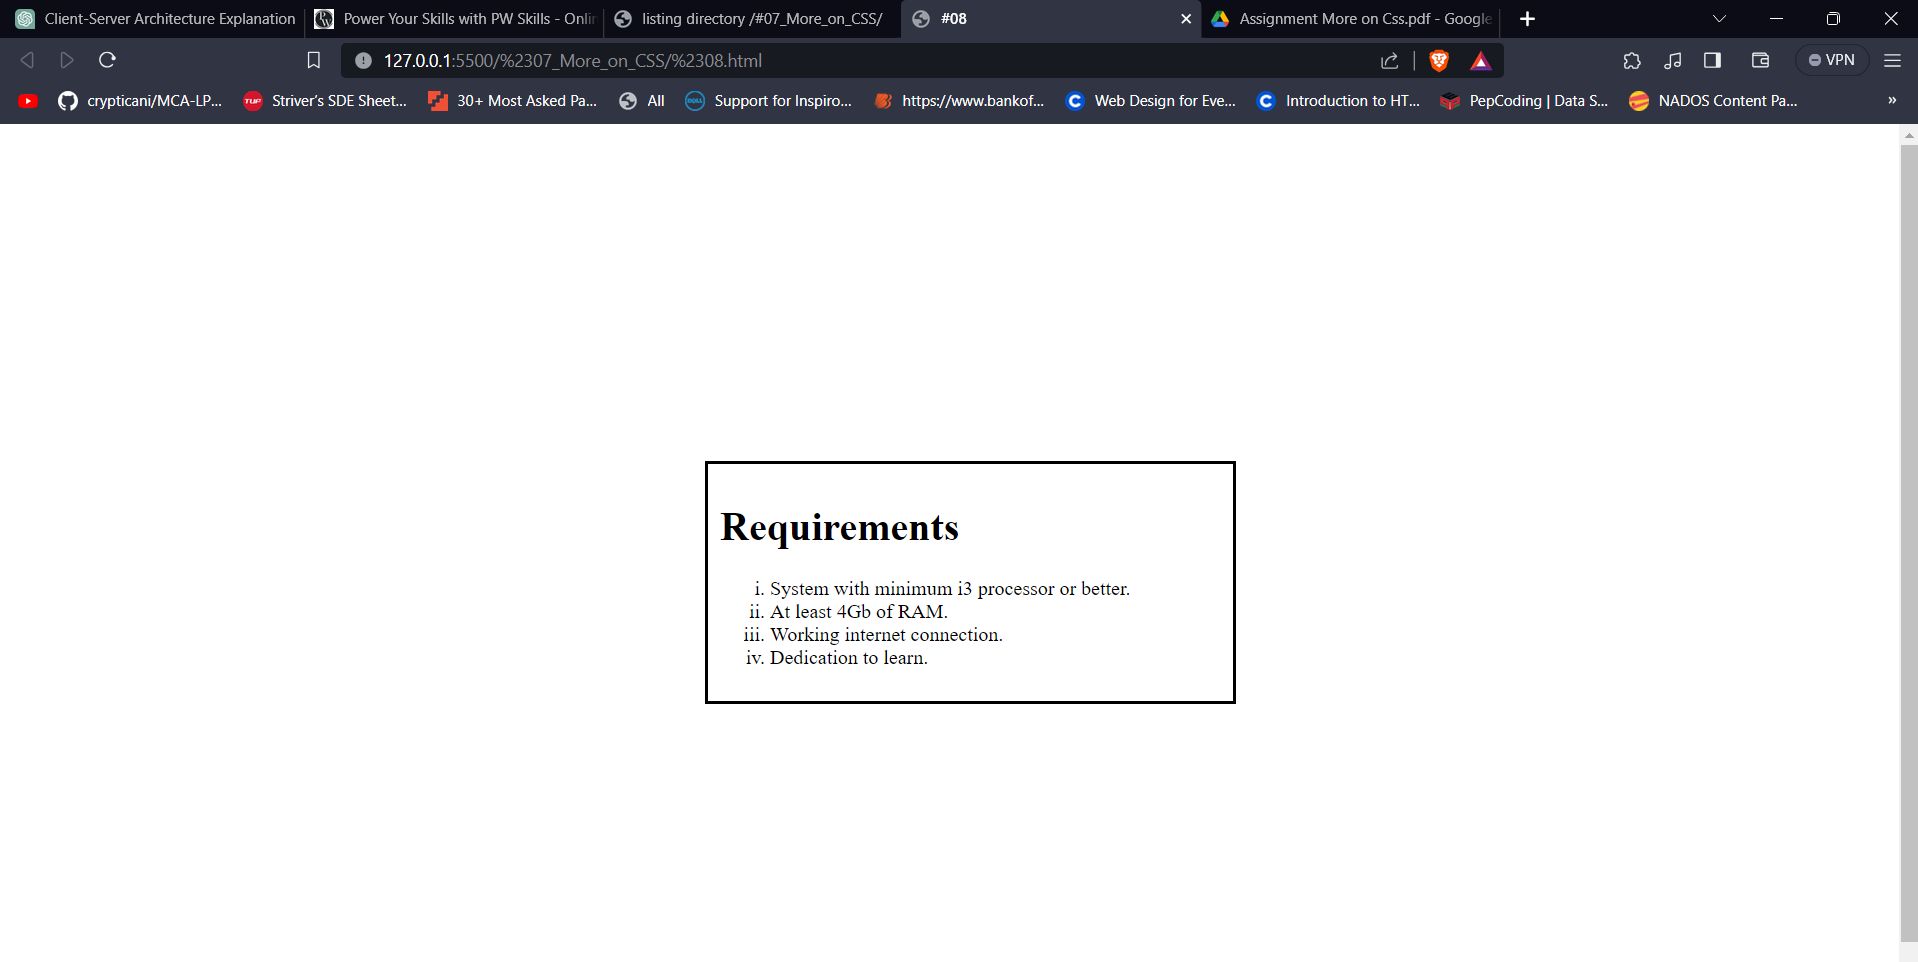 Client-Server Architecture Explanation
Power Your Skills with PW Skills - Onlin
listing directory /#07_More_on_CSS/
#08
Assignment More on Css.pdf - Google
127.0.0.1:5500/%2307_More_on_CSS/%2308.html
VPN
crypticani/MCA-LP...
TUF
Striver's SDE Sheet...
30+ Most Asked Pa...
All
DELL
Support for Inspiro...
https://www.bankof...
C
Web Design for Eve...
C
Introduction to HT...
PepCoding | Data S...
NADOS Content Pa...
»
Requirements
i. System with minimum i3 processor or better.
ii. At least 4Gb of RAM.
iii. Working internet connection.
iv. Dedication to learn.